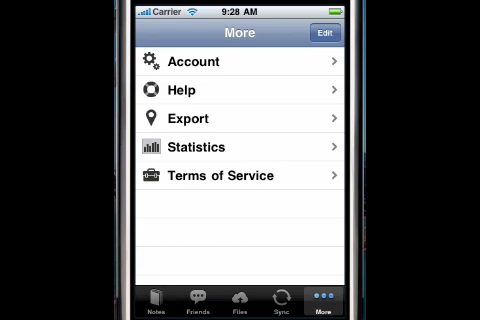 Carrier 9:28 AM
More Edit
Account
Help
Export
Statistics
Terms of Service
Notes Friends Files Sync More